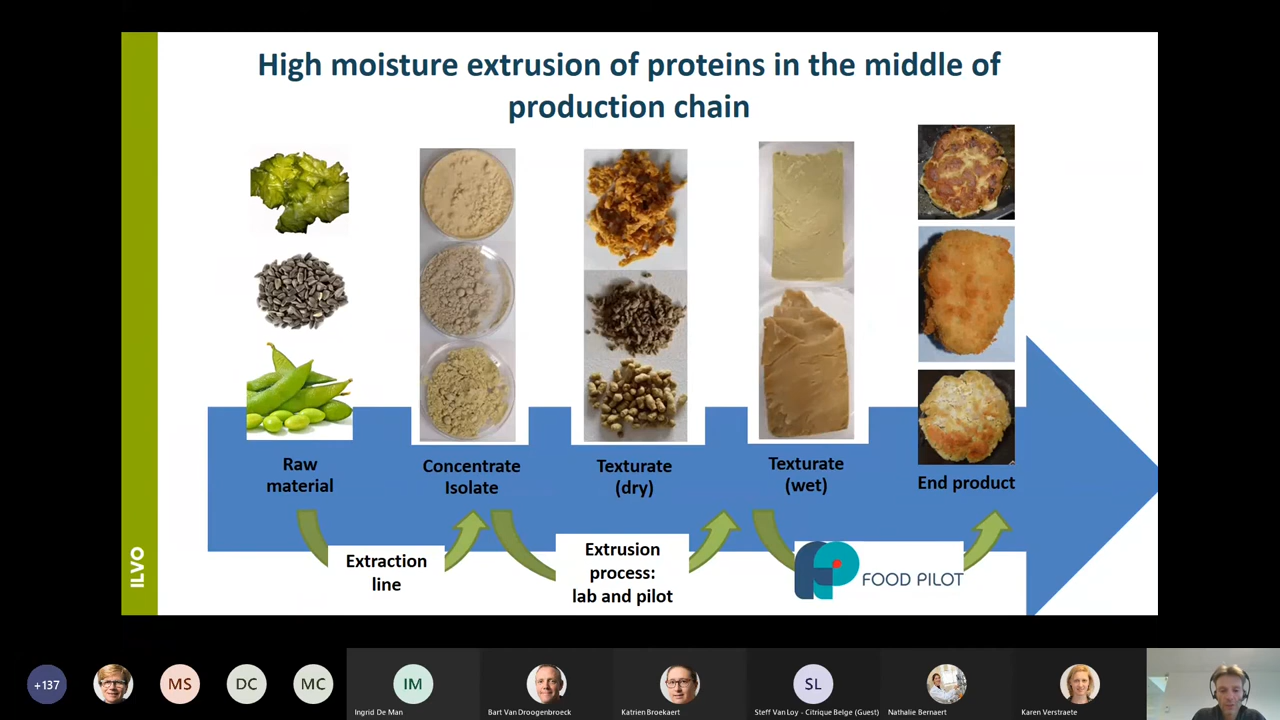 High moisture extrusion of proteins in the middle of
production chain
Raw
material
Concentrate
Isolate
Texturate
(dry)
Texturate
(wet)
End product
Extraction
line
Extrusion
process:
lab and pilot
FOOD PILOT
ILVO
+137
MS
DC
MC
IM
Ingrid De Man
Bart Van Droogenbroeck
Katrien Broekaert
SL
Steff Van Loy - Citrique Belge (Guest)
Nathalie Bernaert
Karen Verstraete